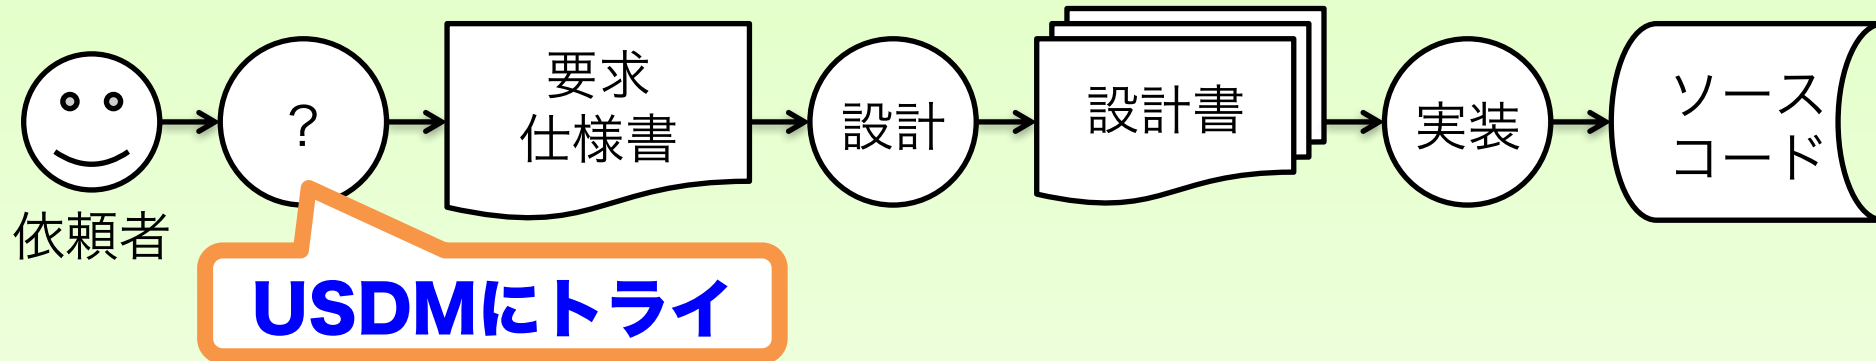 依頼者
?
要求
仕様書
設計
設計書
実装
ソース
コード
USDMにトライ